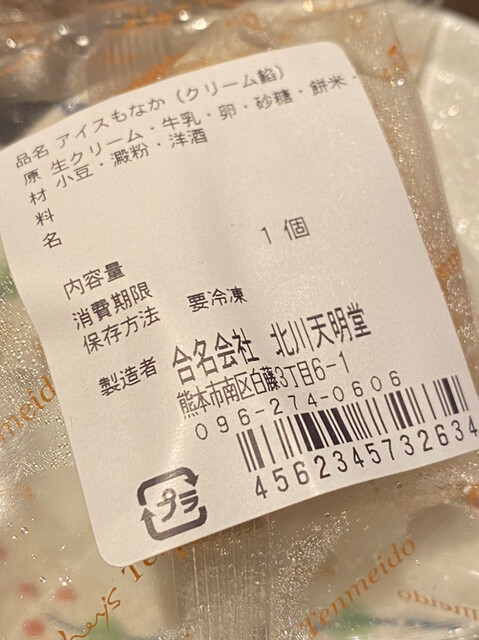 品名 アイスもなか（クリーム餡）
原材料名 生クリーム・牛乳・卵・砂糖・餅米・
小豆・澱粉・洋酒
内容量 1個
消費期限
保存方法 要冷凍
製造者 合名会社 北川天明堂
熊本市南区白藤3丁目6-1
096-274-0606
4562345732634
プラ
Tenmeido
Tenmeido